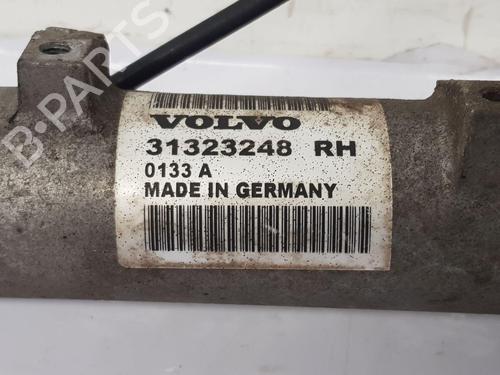 VOLVO
31323248 RH
0133 A
MADE IN GERMANY
B-PARTS